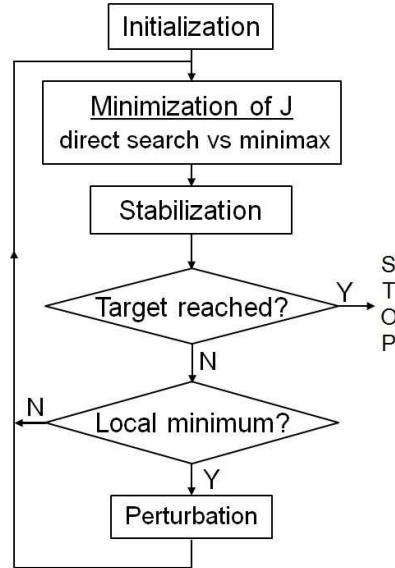 Initialization
Minimization of J
direct search vs minimax
Stabilization
Target reached?
Y
S
T
O
P
N
N
Local minimum?
Y
Perturbation